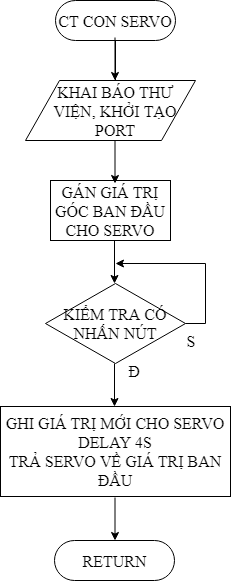 CT CON SERVO
KHAI BÁO THƯ
VIỆN, KHỞI TẠO
PORT
GÁN GIÁ TRỊ
GÓC BAN ĐẦU
CHO SERVO
KIỂM TRA CÓ
NHẤN NÚT
S
Đ
GHI GIÁ TRỊ MỚI CHO SERVO
DELAY 4S
TRẢ SERVO VỀ GIÁ TRỊ BAN
ĐẦU
RETURN